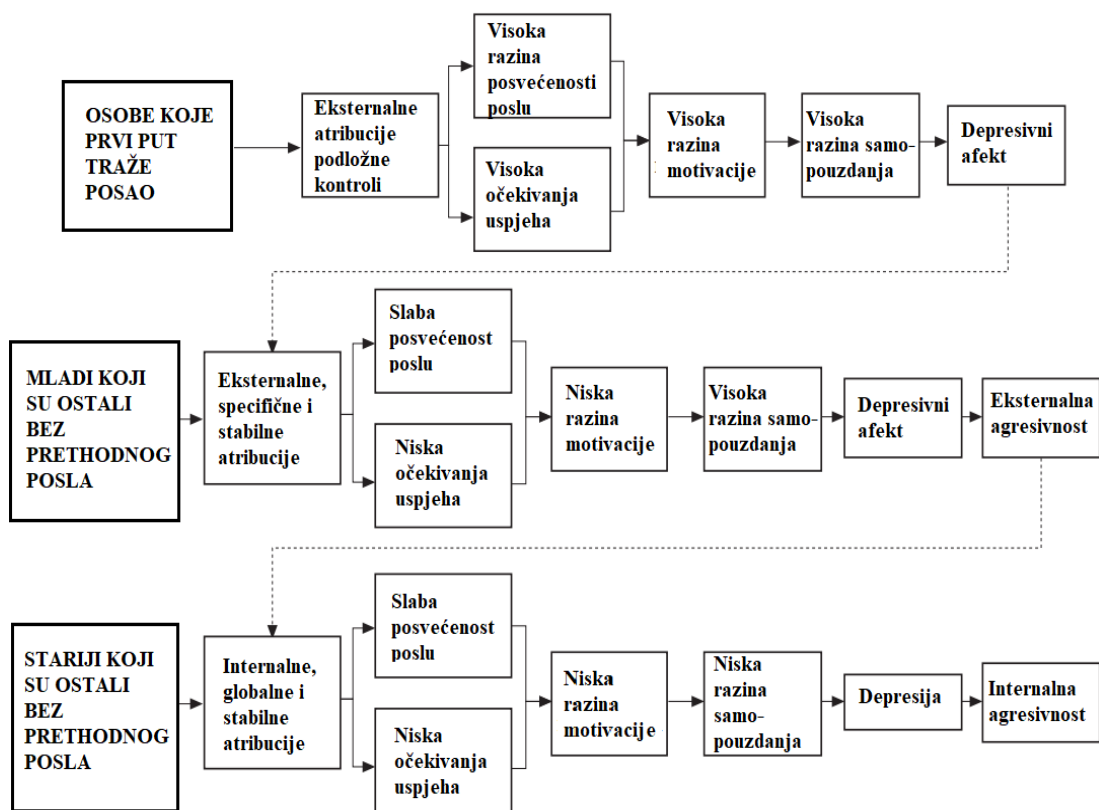 OSOBE KOJE
PRVI PUT
TRAŽE
POSAO
Eksternalne
atribucije
podložne
kontroli
Visoka
razina
posvećenosti
poslu
Visoka
očekivanja
uspjeha
Visoka
razina
motivacije
Visoka
razina samo-
pouzdanja
Depresivni
afekt
MLADI KOJI
SU OSTALI
BEZ
PRETHODNOG
POSLA
Eksternalne,
specifične i
stabilne
atribucije
Slaba
posvećenost
poslu
Niska
očekivanja
uspjeha
Niska
razina
motivacije
Visoka
razina samo-
pouzdanja
Depresivni
afekt
Eksternalna
agresivnost
STARIJI KOJI
SU OSTALI
BEZ
PRETHODNOG
POSLA
Internalne,
globalne i
stabilne
atribucije
Slaba
posvećenost
poslu
Niska
očekivanja
uspjeha
Niska
razina
motivacije
Niska
razina
samo-
pouzdanja
Depresija
Internalna
agresivnost